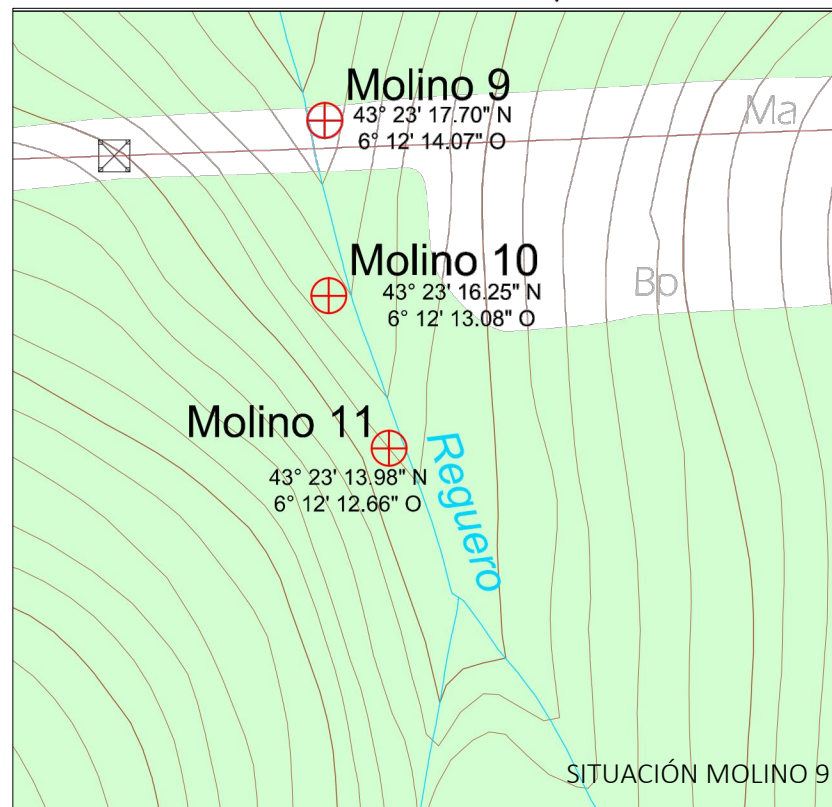 Molino 9
43° 23' 17.70" N
6° 12' 14.07" O
Ma
Molino 10
43° 23' 16.25" N
6° 12' 13.08" O
Bp
Molino 11
43° 23' 13.98" N
6° 12' 12.66" O
Reguero
SITUACIÓN MOLINO 9